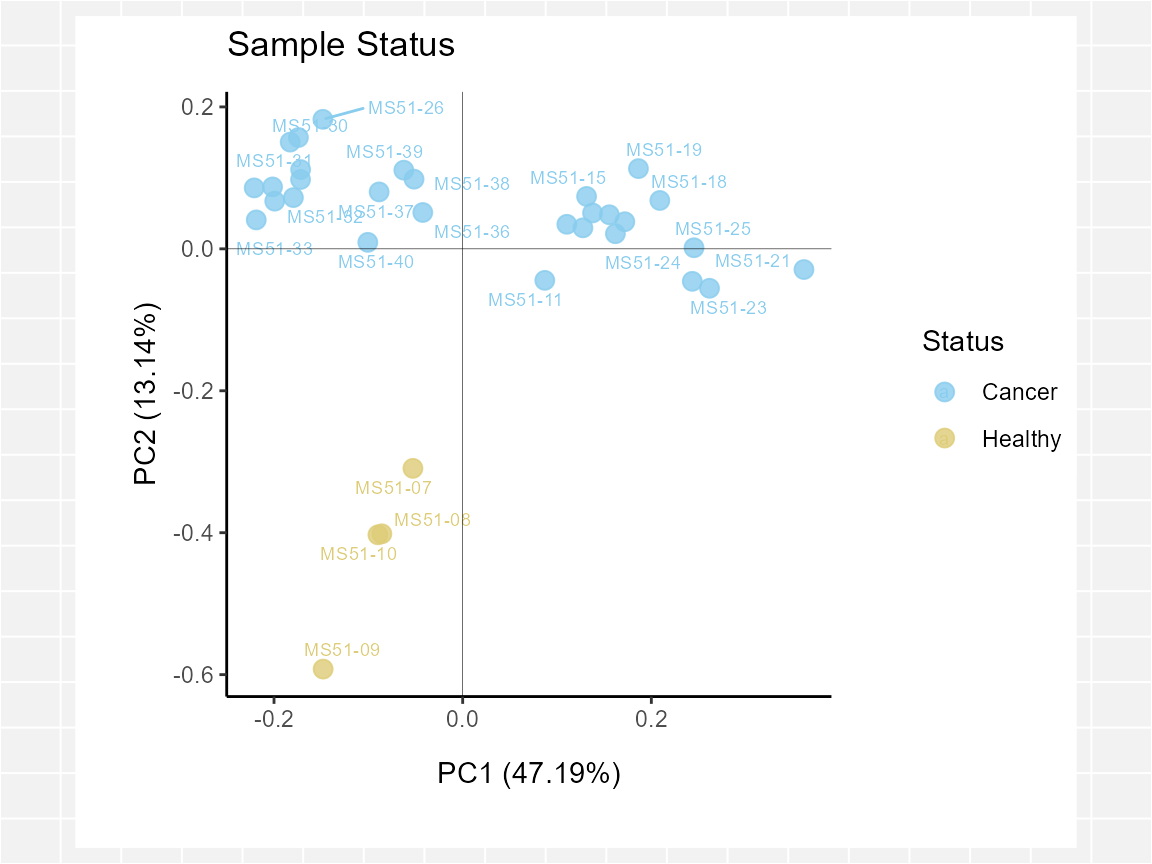 Sample Status
0.2
MS51-26
MS51-30
MS51-39
MS51-19
MS51-31
MS51-15
MS51-18
MS51-38
MS51-32
MS51-37
MS51-36
MS51-25
0.0
MS51-33
MS51-40
MS51-24
MS51-21
MS51-11
MS51-23
PC2 (13.14%)
Status
Cancer
Healthy
-0.2
MS51-07
MS51-08
-0.4
MS51-10
MS51-09
-0.6
-0.2
0.0
0.2
PC1 (47.19%)